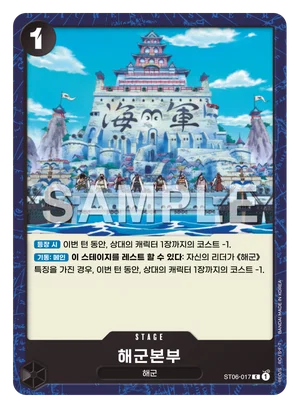 1
海軍
SAMPLE
등장 시 이번 턴 동안, 상대의 캐릭터 1장까지의 코스트 -1.
기동: 메인 이 스테이지를 레스트 할 수 있다: 자신의 리더가 《해군》
특징을 가진 경우, 이번 턴 동안, 상대의 캐릭터 1장까지의 코스트 -1.
STAGE
해군본부
해군
ST06-017 C 1